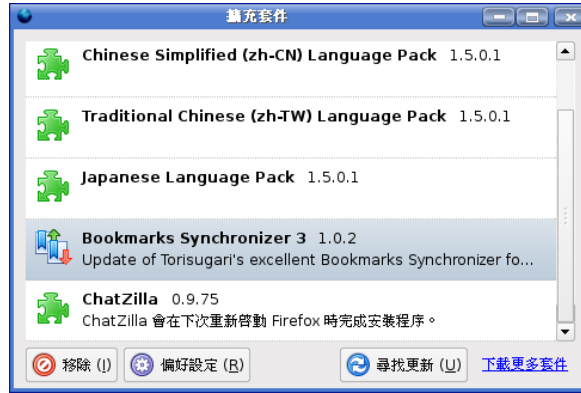 擴充套件
Chinese Simplified (zh-CN) Language Pack 1.5.0.1
Traditional Chinese (zh-TW) Language Pack 1.5.0.1
Japanese Language Pack 1.5.0.1
Bookmarks Synchronizer 3 1.0.2
Update of Torisugari's excellent Bookmarks Synchronizer fo...
ChatZilla 0.9.75
ChatZilla 會在下次重新啓動 Firefox 時完成安裝程序。
移除 (I) 偏好設定 (R) 尋找更新 (U) 下載更多套件